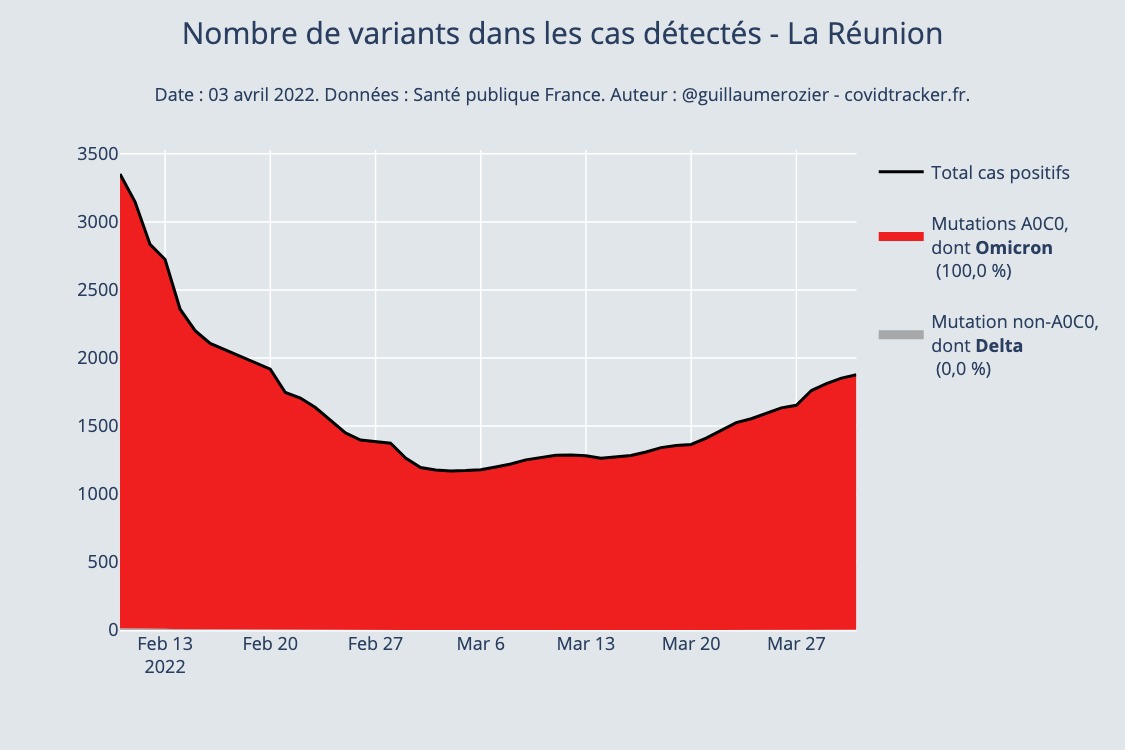 Nombre de variants dans les cas détectés - La Réunion
Date : 03 avril 2022. Données : Santé publique France. Auteur : @guillaumerozier - covidtracker.fr.
3500
3000
2500
2000
1500
1000
500
0
Feb 13
2022
Feb 20
Feb 27
Mar 6
Mar 13
Mar 20
Mar 27
Total cas positifs
Mutations A0C0,
dont Omicron
(100,0 %)
Mutation non-A0C0,
dont Delta
(0,0 %)